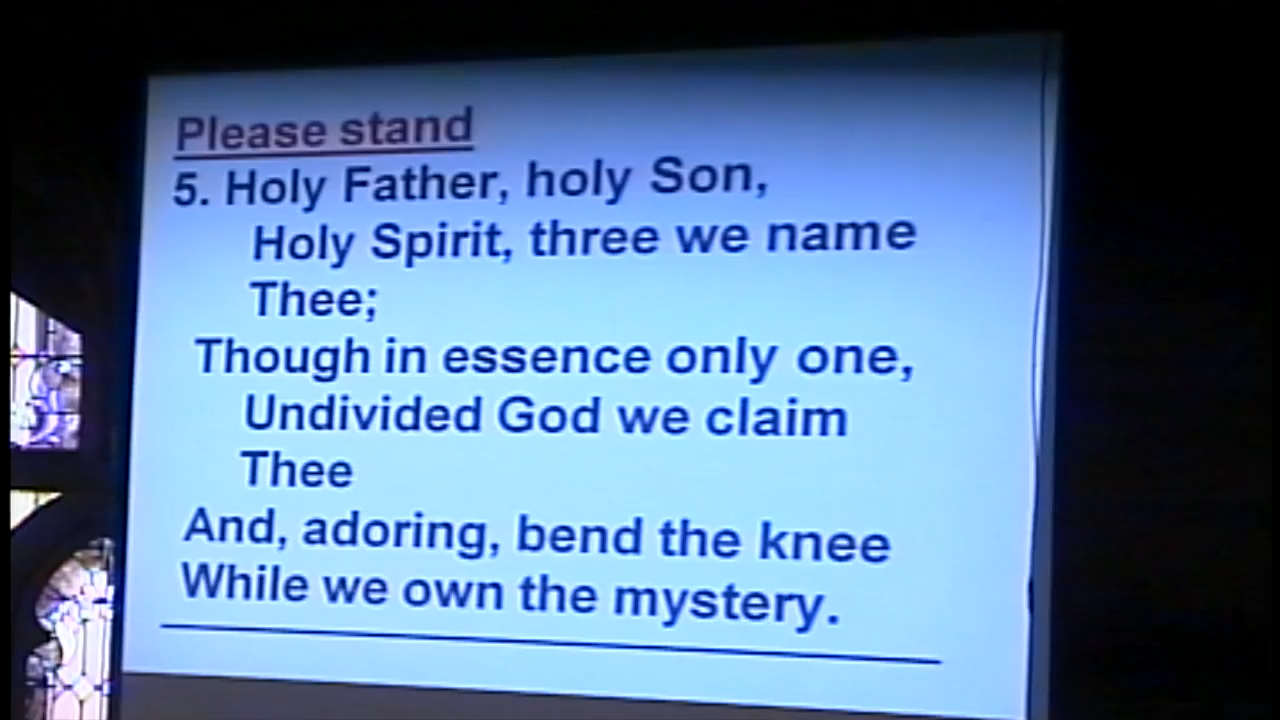 Please stand
5. Holy Father, holy Son,
Holy Spirit, three we name
Thee;
Though in essence only one,
Undivided God we claim
Thee
And, adoring, bend the knee
While we own the mystery.